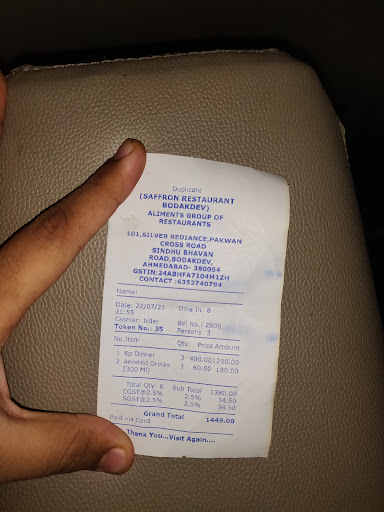 Duplicate
(SAFFRON RESTAURANT
BODAKDEV)
ALIMENTS GROUP OF
RESTAURANTS
101,SILVER REDIANCE,PAKWAN
CROSS ROAD
SINDHU BHAVAN
ROAD,BODAKDEV,
AHMEDABAD- 380054
GSTIN:24ABHFA7104M1ZH
CONTACT :6352740794
Name:
Date: 22/07/21 Dine In: 8
21:55
Cashier: biller Bill No.: 2806
Token No.: 35 Persons: 3
No.Item Qty. Price Amount
1 Sp Dinner 3 400.00 1200.00
2 Aerated Drinks 3 60.00 180.00
[300 Ml]
Total Qty: 6 Sub Total 1380.00
CGST@2.5% 2.5% 34.50
SGST@2.5% 2.5% 34.50
Grand Total 1449.00
Paid via Card
Thank You...Visit Again....